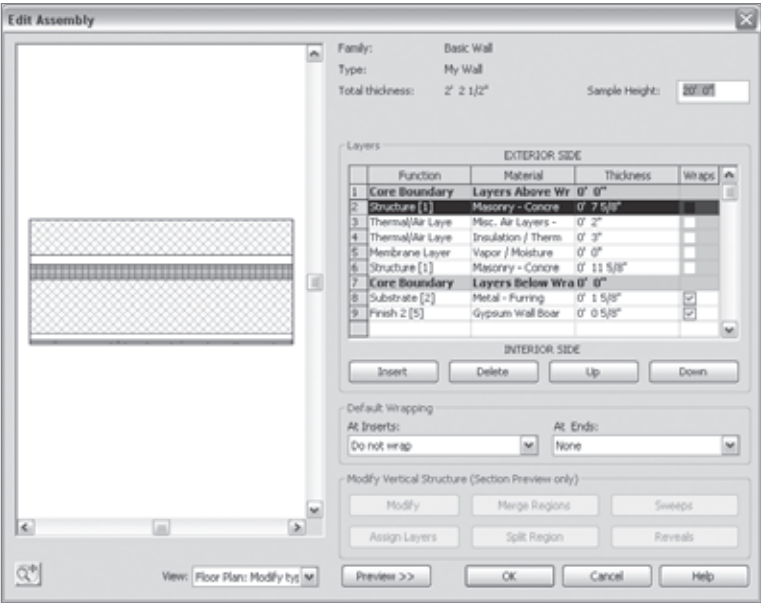 Edit Assembly
Family: Basic Wall
Type: My Wall
Total thickness: 2' 2 1/2" Sample Height: 20' 0"
Layers
EXTERIOR SIDE
Function Material Thickness Wraps
1 Core Boundary Layers Above Wr 0' 0"
2 Structure [1] Masonry - Concre 0' 7 5/8"
3 Thermal/Air Laye Misc. Air Layers - 0' 2"
4 Thermal/Air Laye Insulation / Therm 0' 3"
5 Membrane Layer Vapor / Moisture 0' 0"
6 Structure [1] Masonry - Concre 0' 11 5/8"
7 Core Boundary Layers Below Wra 0' 0"
8 Substrate [2] Metal - Furring 0' 1 5/8"
9 Finish 2 [5] Gypsum Wall Boar 0' 0 5/8"
INTERIOR SIDE
Insert Delete Up Down
Default Wrapping
At Inserts: At Ends:
Do not wrap None
Modify Vertical Structure (Section Preview only)
Modify Merge Regions Sweeps
Assign Layers Split Region Reveals
View: Floor Plan: Modify typ Preview >> OK Cancel Help